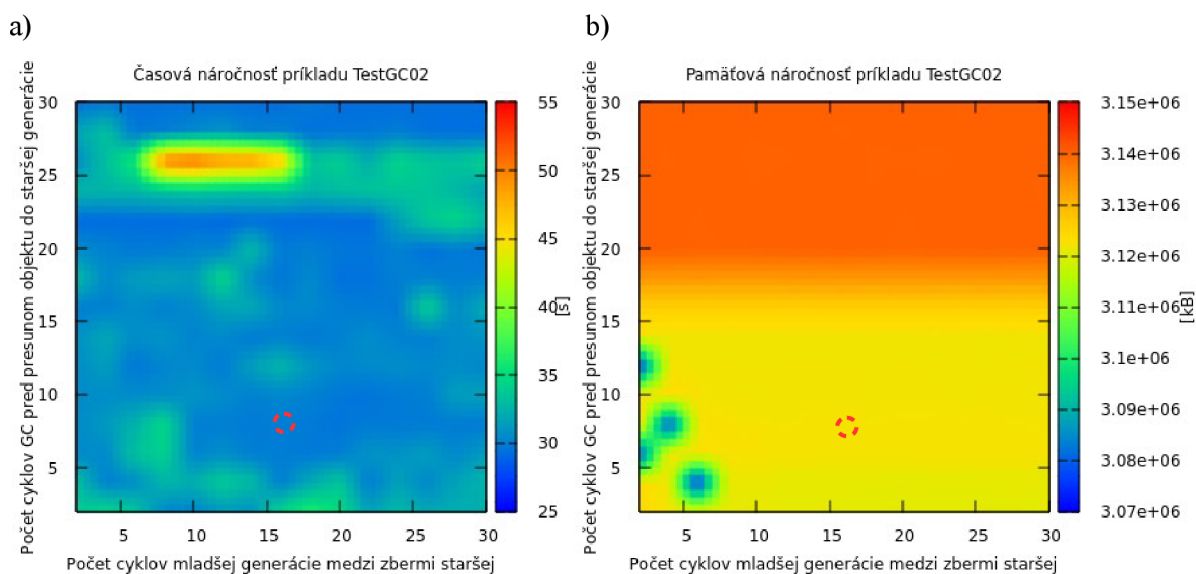 a)
Časová náročnosť príkladu TestGC02
Počet cyklov GC pred presunom objektu do staršej generácie
30
25
20
15
10
5
5
10
15
20
25
30
Počet cyklov mladšej generácie medzi zbermi staršej
55
50
45
40
35
30
25
[s]
b)
Pamäťová náročnosť príkladu TestGC02
Počet cyklov GC pred presunom objektu do staršej generácie
30
25
20
15
10
5
5
10
15
20
25
30
Počet cyklov mladšej generácie medzi zbermi staršej
3.15e+06
3.14e+06
3.13e+06
3.12e+06
3.11e+06
3.1e+06
3.09e+06
3.08e+06
3.07e+06
[kB]